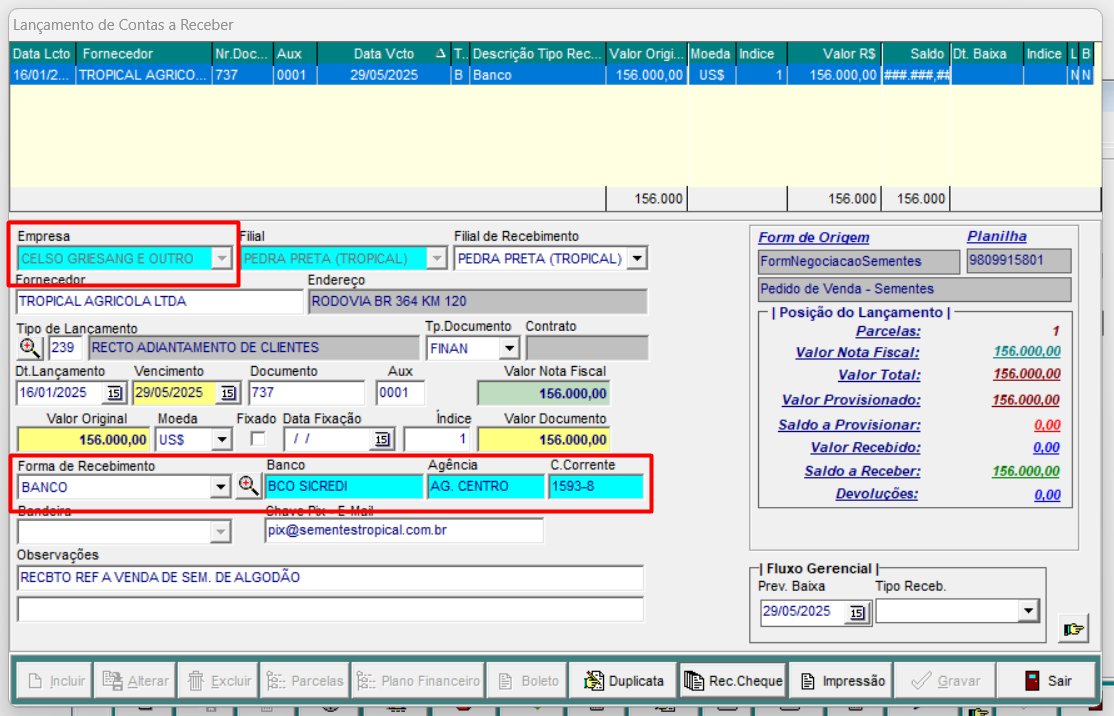 Lançamento de Contas a Receber
Data Lcto Fornecedor Nr.Doc... Aux Data Vcto T.. Descrição Tipo Rec... Valor Origi... Moeda Indice Valor R$ Saldo Dt. Baixa Indice L B
16/01/2... TROPICAL AGRICO... 737 0001 29/05/2025 B Banco 156.000,00 US$ 1 156.000,00 ###.###,## N N
156.000 156.000 156.000
Empresa Filial Filial de Recebimento
CELSO GRIESANG E OUTRO PEDRA PRETA (TROPICAL) PEDRA PRETA (TROPICAL)
Fornecedor Endereço
TROPICAL AGRICOLA LTDA RODOVIA BR 364 KM 120
Tipo de Lançamento Tp.Documento Contrato
239 RECTO ADIANTAMENTO DE CLIENTES FINAN
Dt.Lançamento Vencimento Documento Aux Valor Nota Fiscal
16/01/2025 15 29/05/2025 15 737 0001 156.000,00
Valor Original Moeda Fixado Data Fixação Índice Valor Documento
156.000,00 US$ / / 15 1 156.000,00
Forma de Recebimento Banco Agência C.Corrente
BANCO BCO SICREDI AG. CENTRO 1593-8
Bandeira Chave Pix - E-Mail
pix@sementestropical.com.br
Observações
RECBTO REF A VENDA DE SEM. DE ALGODÃO
Form de Origem Planilha
FormNegociacaoSementes 9809915801
Pedido de Venda - Sementes
| Posição do Lançamento |
Parcelas: 1
Valor Nota Fiscal: 156.000,00
Valor Total: 156.000,00
Valor Provisionado: 156.000,00
Saldo a Provisionar: 0,00
Valor Recebido: 0,00
Saldo a Receber: 156.000,00
Devoluções: 0,00
| Fluxo Gerencial |
Prev. Baixa Tipo Receb.
29/05/2025 15
Incluir Alterar Excluir Parcelas Plano Financeiro Boleto Duplicata Rec.Cheque Impressão Gravar Sair